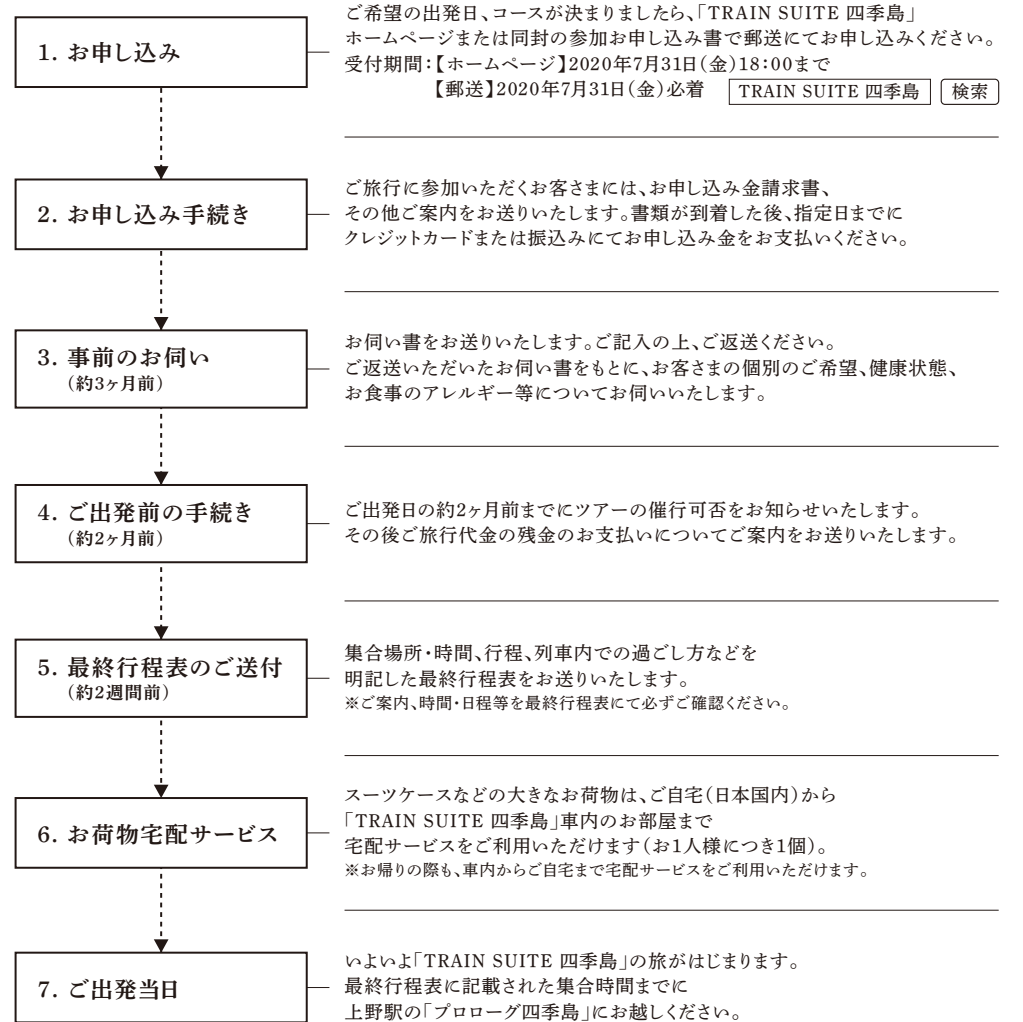 1. お申し込み
ご希望の出発日、コースが決まりましたら、「TRAIN SUITE 四季島」
ホームページまたは同封の参加お申し込み書で郵送にてお申し込みください。
受付期間:【ホームページ】2020年7月31日(金)18:00まで
【郵送】2020年7月31日(金)必着 TRAIN SUITE 四季島 検索
2. お申し込み手続き
ご旅行に参加いただくお客さまには、お申し込み金請求書、
その他ご案内をお送りいたします。書類が到着した後、指定日までに
クレジットカードまたは振込みにてお申し込み金をお支払いください。
3. 事前のお伺い
(約3ヶ月前)
お伺い書をお送りいたします。ご記入の上、ご返送ください。
ご返送いただいたお伺い書をもとに、お客さまの個別のご希望、健康状態、
お食事のアレルギー等についてお伺いいたします。
4. ご出発前の手続き
(約2ヶ月前)
ご出発日の約2ヶ月前までにツアーの催行可否をお知らせいたします。
その後ご旅行代金の残金のお支払いについてご案内をお送りいたします。
5. 最終行程表のご送付
(約2週間前)
集合場所・時間、行程、列車内での過ごし方などを
明記した最終行程表をお送りいたします。
※ご案内、時間・日程等を最終行程表にて必ずご確認ください。
6. お荷物宅配サービス
スーツケースなどの大きなお荷物は、ご自宅(日本国内)から
「TRAIN SUITE 四季島」車内のお部屋まで
宅配サービスをご利用いただけます(お1人様につき1個)。
※お帰りの際も、車内からご自宅まで宅配サービスをご利用いただけます。
7. ご出発当日
いよいよ「TRAIN SUITE 四季島」の旅がはじまります。
最終行程表に記載された集合時間までに
上野駅の「プロローグ四季島」にお越しください。